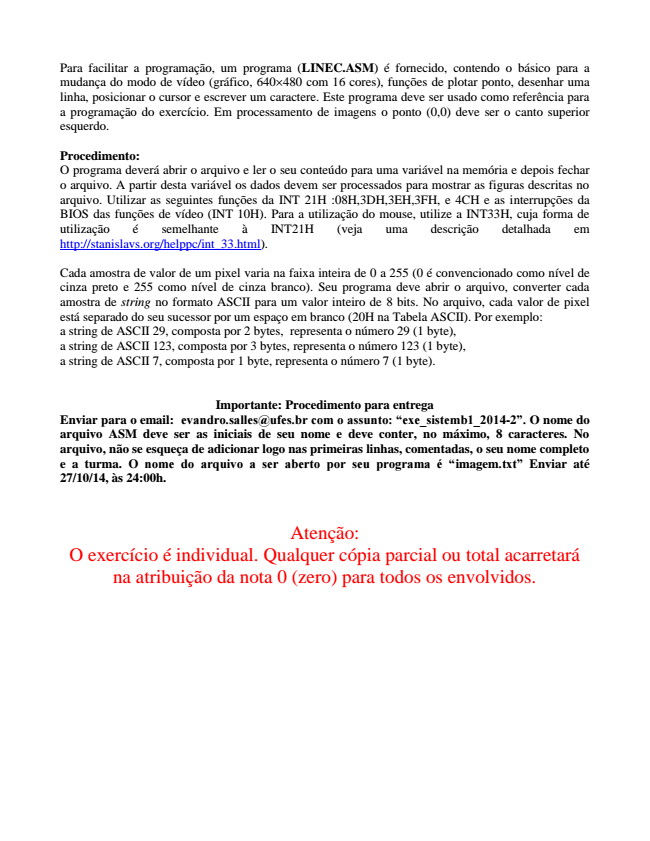 Para facilitar a programação, um programa (LINEC.ASM) é fornecido, contendo o básico para a
mudança do modo de vídeo (gráfico, 640×480 com 16 cores), funções de plotar ponto, desenhar uma
linha, posicionar o cursor e escrever um caractere. Este programa deve ser usado como referência para
a programação do exercício. Em processamento de imagens o ponto (0,0) deve ser o canto superior
esquerdo.
Procedimento:
O programa deverá abrir o arquivo e ler o seu conteúdo para uma variável na memória e depois fechar
o arquivo. A partir desta variável os dados devem ser processados para mostrar as figuras descritas no
arquivo. Utilizar as seguintes funções da INT 21H :08H,3DH,3EH,3FH, e 4CH e as interrupções da
BIOS das funções de vídeo (INT 10H). Para a utilização do mouse, utilize a INT33H, cuja forma de
utilização é semelhante à INT21H (veja uma descrição detalhada em
http://stanislavs.org/helppc/int_33.html).
Cada amostra de valor de um pixel varia na faixa inteira de 0 a 255 (0 é convencionado como nível de
cinza preto e 255 como nível de cinza branco). Seu programa deve abrir o arquivo, converter cada
amostra de string no formato ASCII para um valor inteiro de 8 bits. No arquivo, cada valor de pixel
está separado do seu sucessor por um espaço em branco (20H na Tabela ASCII). Por exemplo:
a string de ASCII 29, composta por 2 bytes, representa o número 29 (1 byte),
a string de ASCII 123, composta por 3 bytes, representa o número 123 (1 byte),
a string de ASCII 7, composta por 1 byte, representa o número 7 (1 byte).
Importante: Procedimento para entrega
Enviar para o email: evandro.salles@ufes.br com o assunto: “exe_sistemb1_2014-2”. O nome do
arquivo ASM deve ser as iniciais de seu nome e deve conter, no máximo, 8 caracteres. No
arquivo, não se esqueça de adicionar logo nas primeiras linhas, comentadas, o seu nome completo
e a turma. O nome do arquivo a ser aberto por seu programa é “imagem.txt” Enviar até
27/10/14, às 24:00h.
Atenção:
O exercício é individual. Qualquer cópia parcial ou total acarretará
na atribuição da nota 0 (zero) para todos os envolvidos.